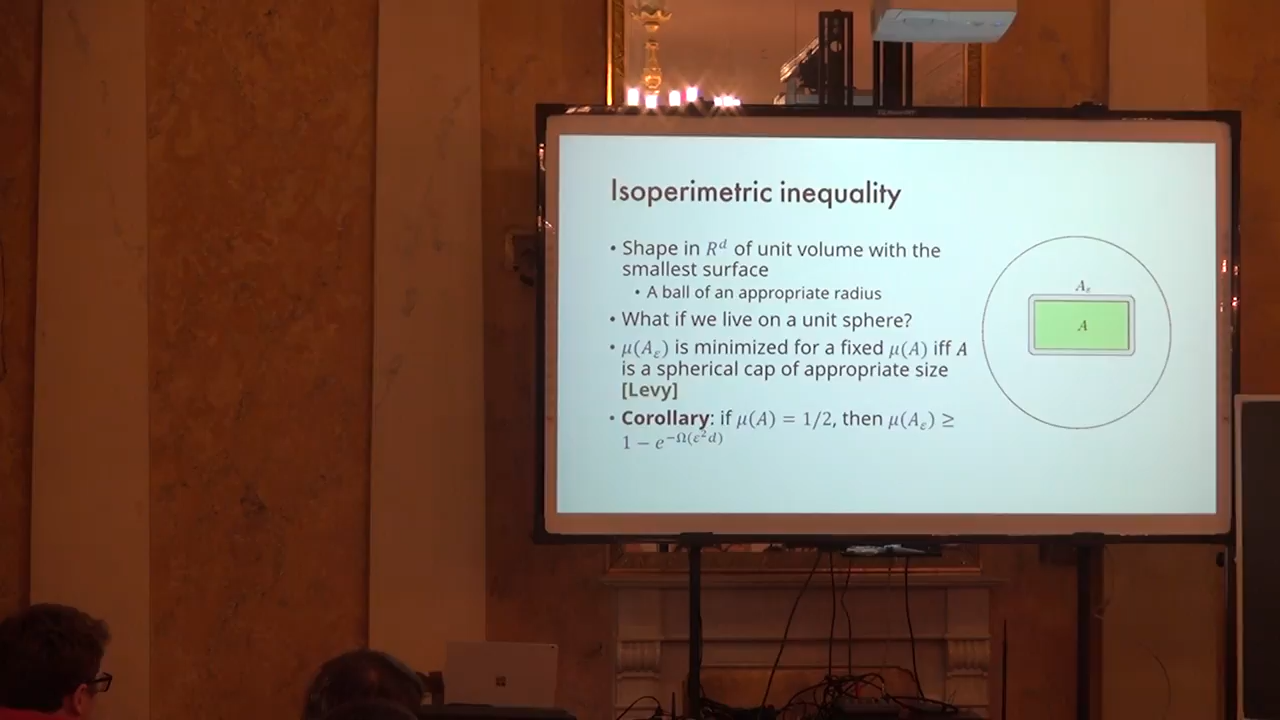 Isoperimetric inequality
• Shape in R^d of unit volume with the
smallest surface
• A ball of an appropriate radius
• What if we live on a unit sphere?
• μ(A_ε) is minimized for a fixed μ(A) iff A
is a spherical cap of appropriate size
[Levy]
• Corollary: if μ(A) = 1/2, then μ(A_ε) ≥
1 − e^{−Ω(ε²d)}
A_ε
A